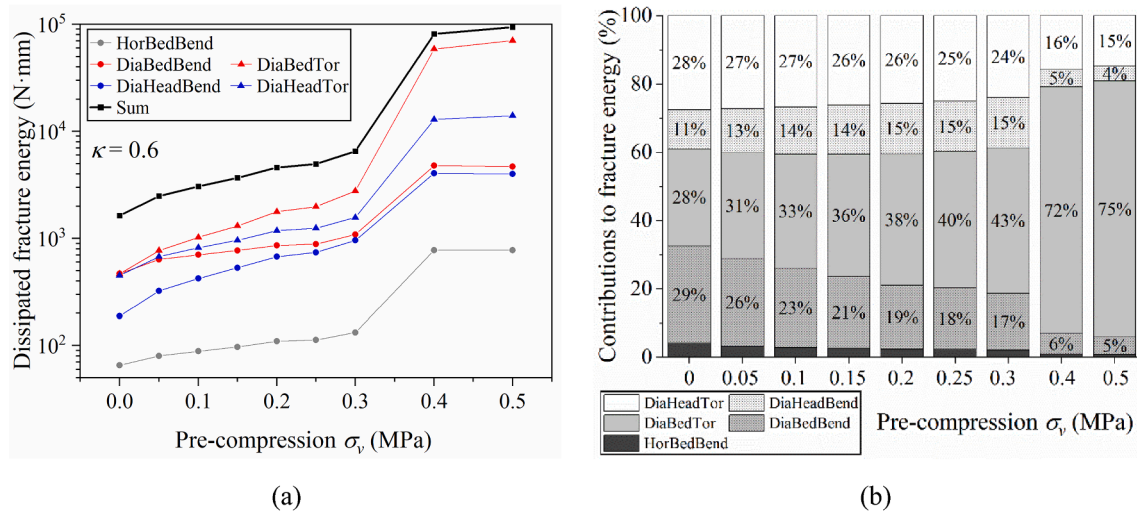 (a)
Dissipated fracture energy (N·mm)
10^5
10^4
10^3
10^2
HorBedBend
DiaBedBend DiaBedTor
DiaHeadBend DiaHeadTor
Sum
κ = 0.6
0.0 0.1 0.2 0.3 0.4 0.5
Pre-compression σ_v (MPa)
(a)
(b)
Contributions to fracture energy (%)
100
80
60
40
20
0
28% 27% 27% 26% 26% 25% 24% 16% 15%
11% 13% 14% 14% 15% 15% 15% 5% 4%
28% 31% 33% 36% 38% 40% 43% 72% 75%
29% 26% 23% 21% 19% 18% 17% 6% 5%
0 0.05 0.1 0.15 0.2 0.25 0.3 0.4 0.5
DiaHeadTor DiaHeadBend
DiaBedTor DiaBedBend
HorBedBend
Pre-compression σ_v (MPa)
(b)